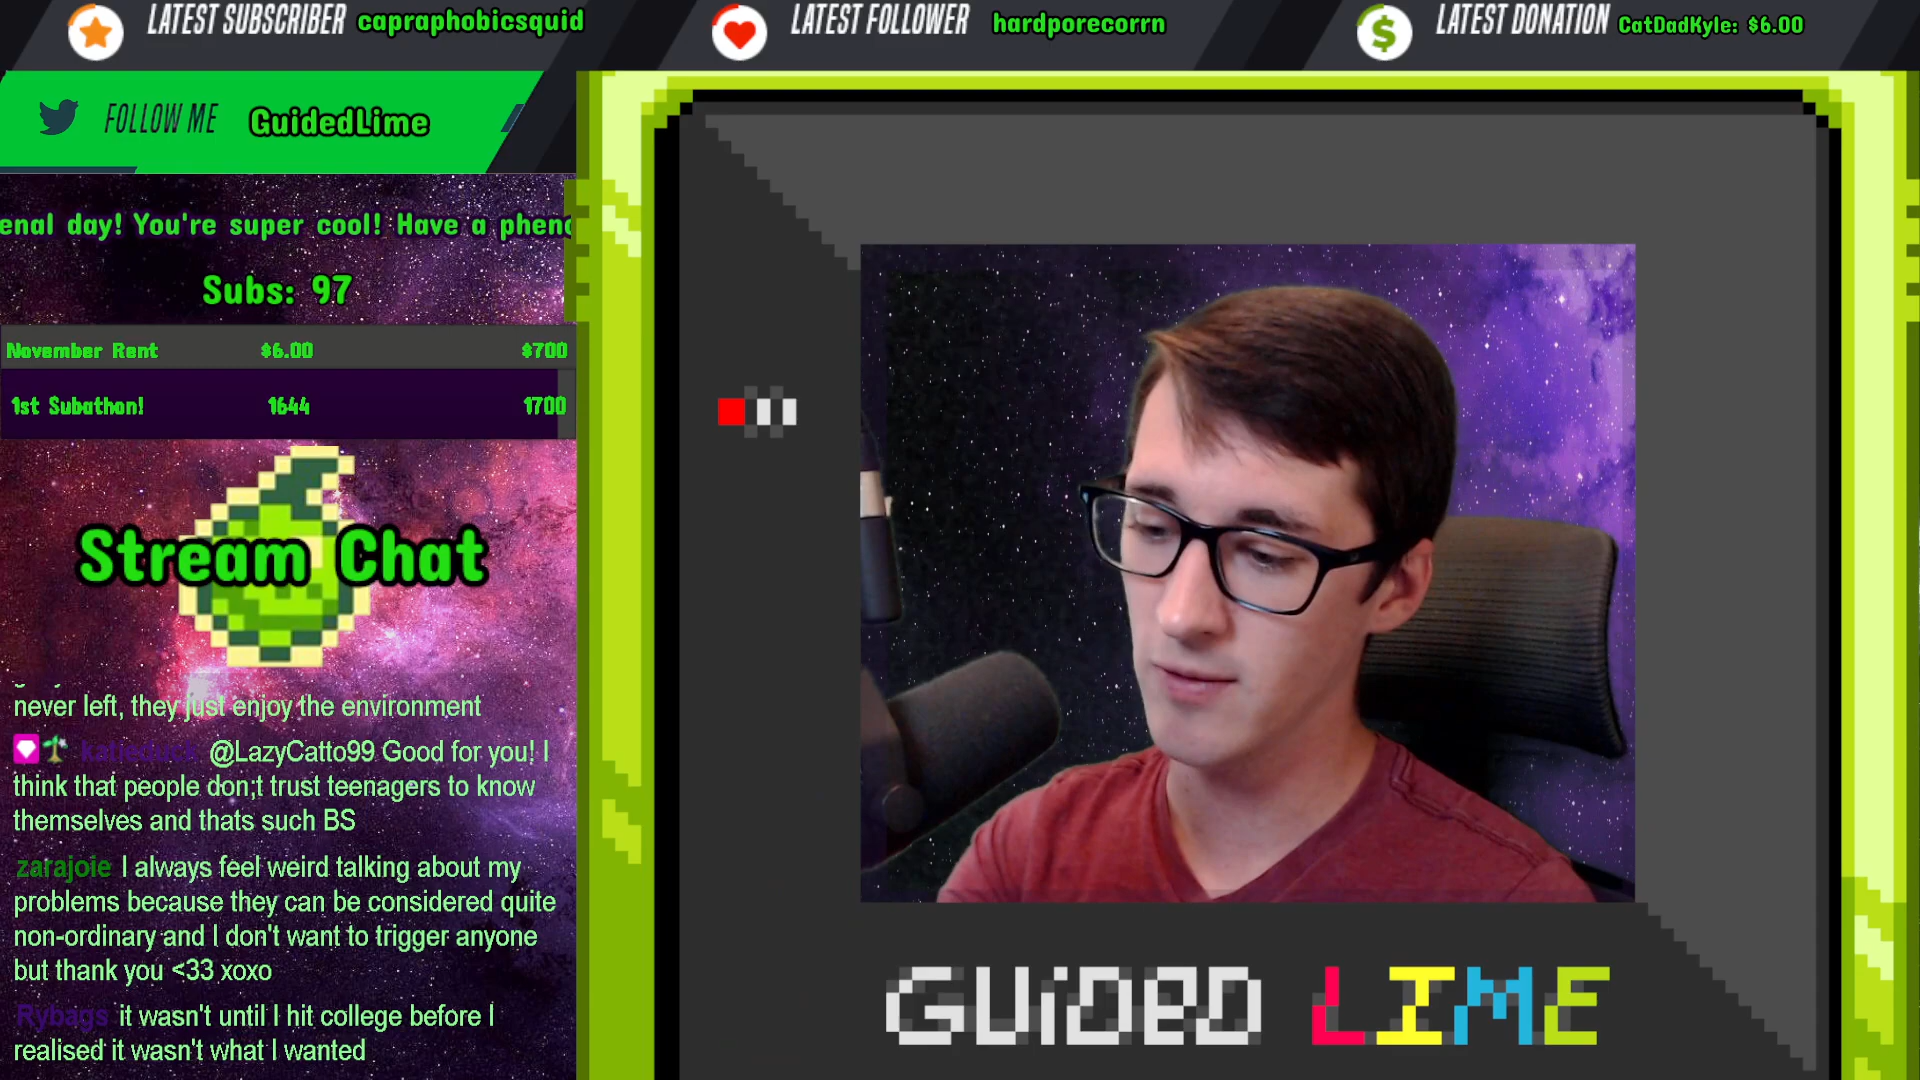 LATEST SUBSCRIBER capraphobicsquid
LATEST FOLLOWER hardporecorrn
LATEST DONATION CatDadKyle: $6.00
FOLLOW ME GuidedLime
enal day! You're super cool! Have a pheno
Subs: 97
November Rent $6.00 $700
1st Subathon! 1644 1700
Stream Chat
never left, they just enjoy the environment
katieduck @LazyCatto99 Good for you! I
think that people don;t trust teenagers to know
themselves and thats such BS
zarajoie I always feel weird talking about my
problems because they can be considered quite
non-ordinary and I don't want to trigger anyone
but thank you <33 xoxo
Rybags it wasn't until I hit college before I
realised it wasn't what I wanted
GUiDED LIME